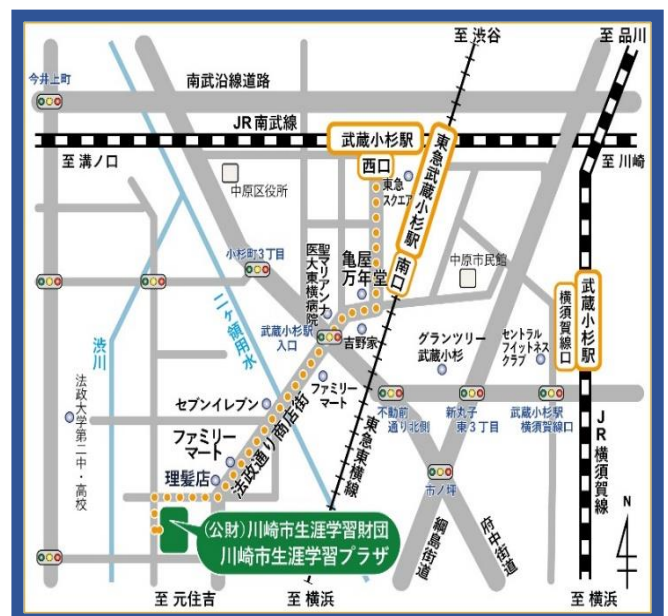 至 渋谷
至 品川
今井上町
南武沿線道路
JR南武線
武蔵小杉駅
西口
至 溝ノ口
至 川崎
東急武蔵小杉駅
南口
東急
スクエア
中原区役所
小杉町3丁目
聖マリアンナ
医大東横病院
亀屋
万年堂
中原市民館
武蔵小杉駅
横須賀線口
武蔵小杉駅
入口
吉野家
グランツリー
武蔵小杉
セントラル
フィットネス
クラブ
二ヶ領用水
渋川
ファミリー
マート
セブンイレブン
不動前
通り北側
新丸子
東3丁目
武蔵小杉駅
横須賀線口
法政大学第二中・高校
法政通り商店街
東急東横線
JR横須賀線
ファミリー
マート
理髪店
市ノ坪
(公財)川崎市生涯学習財団
川崎市生涯学習プラザ
綱島街道
府中街道
N
至 元住吉
至 横浜
至 横浜